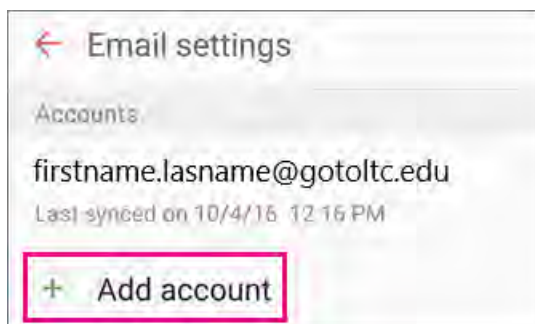 Email settings
Accounts
firstname.lasname@gotoltc.edu
Last synced on 10/4/16 12:16 PM
+ Add account